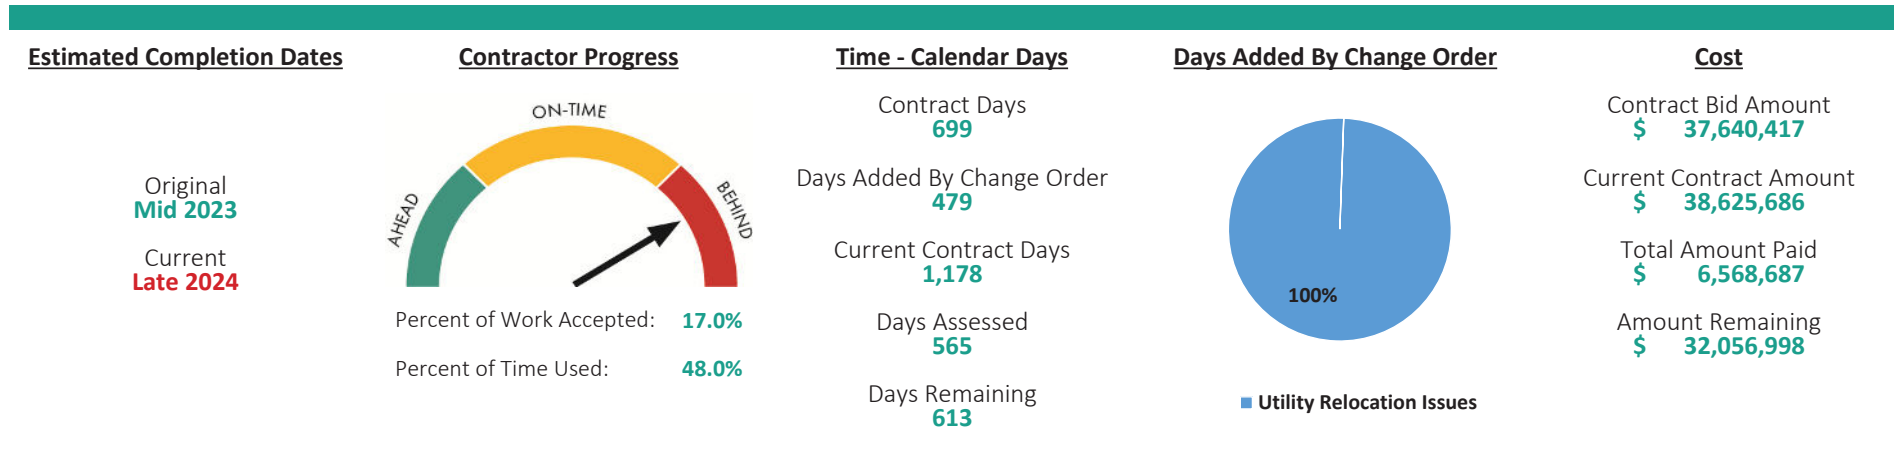 Estimated Completion Dates
Original
Mid 2023
Current
Late 2024
Contractor Progress
ON-TIME
AHEAD
BEHIND
Percent of Work Accepted: 17.0%
Percent of Time Used: 48.0%
Time - Calendar Days
Contract Days
699
Days Added By Change Order
479
Current Contract Days
1,178
Days Assessed
565
Days Remaining
613
Days Added By Change Order
100%
Utility Relocation Issues
Cost
Contract Bid Amount
$ 37,640,417
Current Contract Amount
$ 38,625,686
Total Amount Paid
$ 6,568,687
Amount Remaining
$ 32,056,998